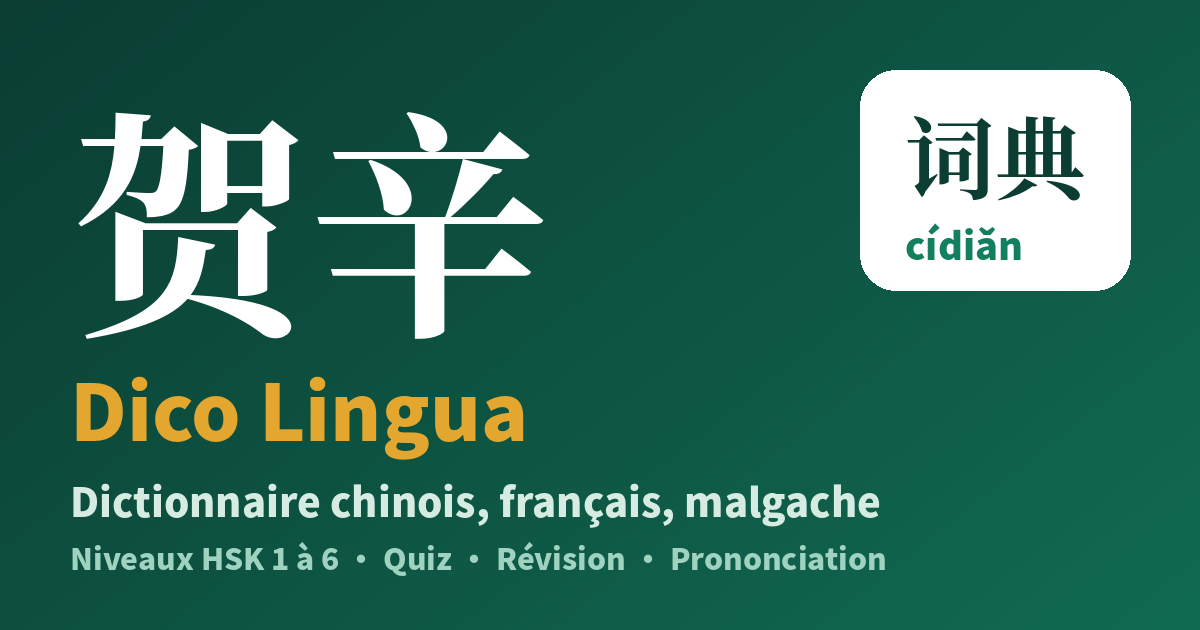 贺辛
词典
cídiǎn
Dico Lingua
Dictionnaire chinois, français, malgache
Niveaux HSK 1 à 6 • Quiz • Révision • Prononciation